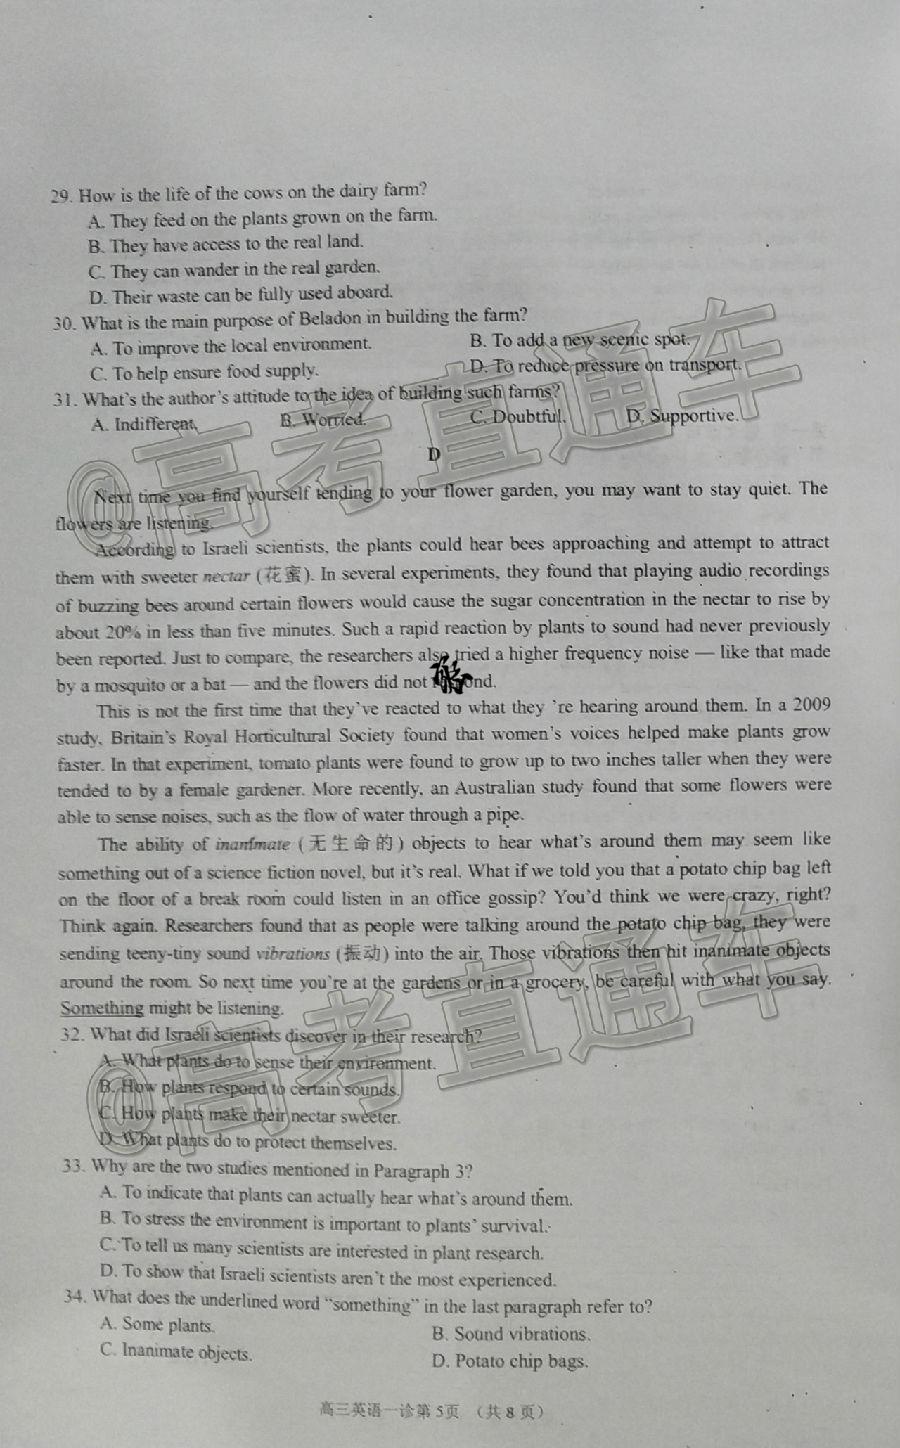 29. How is the life of the cows on the dairy farm?
A. They feed on the plants grown on the farm.
B. They have access to the real land.
C. They can wander in the real garden.
D. Their waste can be fully used aboard.
30. What is the main purpose of Beladon in building the farm?
A. To improve the local environment. B. To add a new scenic spot.
C. To help ensure food supply. D. To reduce pressure on transport.
31. What's the author's attitude to the idea of building such farms?
A. Indifferent. B. Worried. C. Doubtful. D. Supportive.
D
Next time you find yourself tending to your flower garden, you may want to stay quiet. The
flowers are listening.
According to Israeli scientists, the plants could hear bees approaching and attempt to attract
them with sweeter nectar (花蜜). In several experiments, they found that playing audio recordings
of buzzing bees around certain flowers would cause the sugar concentration in the nectar to rise by
about 20% in less than five minutes. Such a rapid reaction by plants to sound had never previously
been reported. Just to compare, the researchers also tried a higher frequency noise — like that made
by a mosquito or a bat — and the flowers did not respond.
This is not the first time that they've reacted to what they 're hearing around them. In a 2009
study, Britain's Royal Horticultural Society found that women's voices helped make plants grow
faster. In that experiment, tomato plants were found to grow up to two inches taller when they were
tended to by a female gardener. More recently, an Australian study found that some flowers were
able to sense noises, such as the flow of water through a pipe.
The ability of inanimate (无生命的) objects to hear what's around them may seem like
something out of a science fiction novel, but it's real. What if we told you that a potato chip bag left
on the floor of a break room could listen in an office gossip? You'd think we were crazy, right?
Think again. Researchers found that as people were talking around the potato chip bag, they were
sending teeny-tiny sound vibrations (振动) into the air. Those vibrations then hit inanimate objects
around the room. So next time you're at the gardens or in a grocery, be careful with what you say.
Something might be listening.
32. What did Israeli scientists discover in their research?
A. What plants do to sense their environment.
B. How plants respond to certain sounds.
C. How plants make their nectar sweeter.
D. What plants do to protect themselves.
33. Why are the two studies mentioned in Paragraph 3?
A. To indicate that plants can actually hear what's around them.
B. To stress the environment is important to plants' survival.
C. To tell us many scientists are interested in plant research.
D. To show that Israeli scientists aren't the most experienced.
34. What does the underlined word "something" in the last paragraph refer to?
A. Some plants. B. Sound vibrations.
C. Inanimate objects. D. Potato chip bags.
高三英语一诊第 5页 （共 8 页）
@高考直通车
@高考直通车